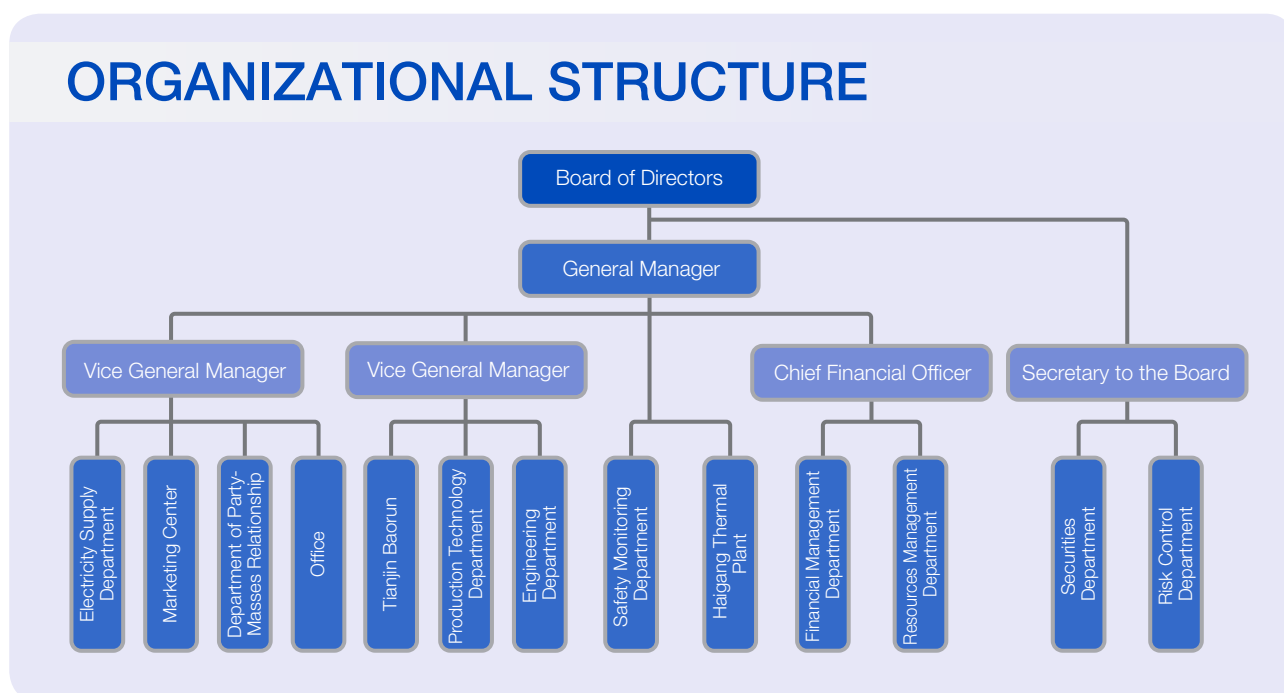 ORGANIZATIONAL STRUCTURE
Board of Directors
General Manager
Vice General Manager
Vice General Manager
Chief Financial Officer
Secretary to the Board
Electricity Supply
Department
Marketing Center
Department of Party-
Masses Relationship
Office
Tianjin Baorun
Production Technology
Department
Engineering
Department
Safety Monitoring
Department
Haigang Thermal
Plant
Financial Management
Department
Resources Management
Department
Securities
Department
Risk Control
Department